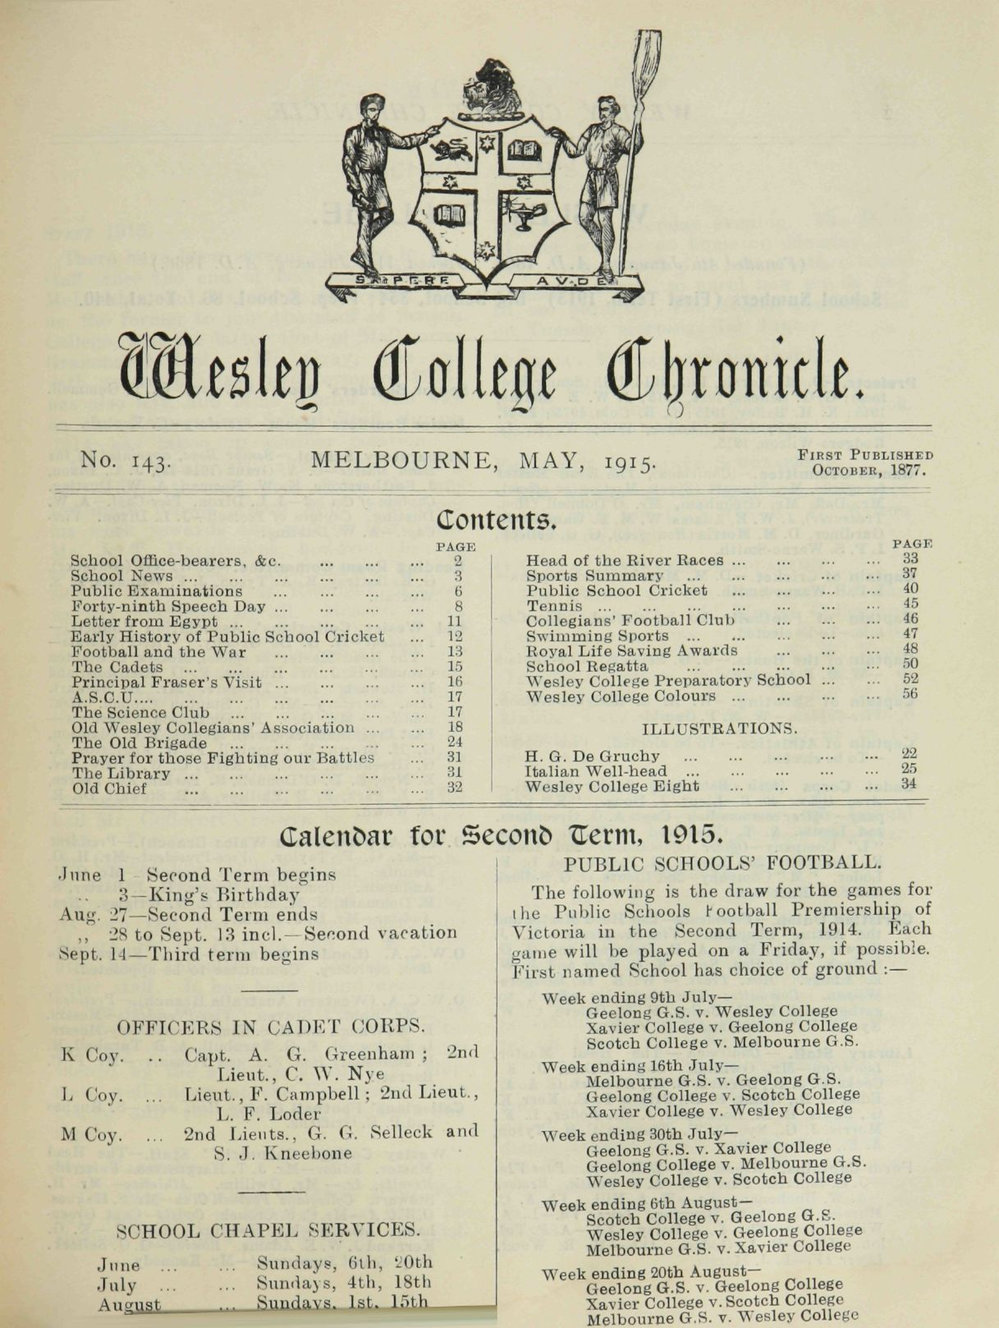 SAPERE AVDE
Wesley College Chronicle.
No. 143. MELBOURNE, MAY, 1915. FIRST PUBLISHED
OCTOBER, 1877.
Contents.
PAGE
School Office-bearers, &c. ... ... ... 2
School News ... ... ... ... ... ... 3
Public Examinations ... ... ... ... 6
Forty-ninth Speech Day ... ... ... ... 8
Letter from Egypt ... ... ... ... ... 11
Early History of Public School Cricket ... 12
Football and the War ... ... ... ... 13
The Cadets ... ... ... ... ... ... 15
Principal Fraser's Visit ... ... ... ... 16
A.S.C.U.... ... ... ... ... ... ... 17
The Science Club ... ... ... ... ... 17
Old Wesley Collegians' Association ... ... 18
The Old Brigade ... ... ... ... ... 24
Prayer for those Fighting our Battles ... 31
The Library ... ... ... ... ... ... 31
Old Chief ... ... ... ... ... ... 32
PAGE
Head of the River Races ... ... ... ... 33
Sports Summary ... ... ... ... ... 37
Public School Cricket ... ... ... ... 40
Tennis ... ... ... ... ... ... ... 45
Collegians' Football Club ... ... ... 46
Swimming Sports ... ... ... ... ... 47
Royal Life Saving Awards ... ... ... 48
School Regatta ... ... ... ... ... 50
Wesley College Preparatory School ... ... 52
Wesley College Colours ... ... ... ... 56
ILLUSTRATIONS.
H. G. De Gruchy ... ... ... ... ... 22
Italian Well-head ... ... ... ... ... 25
Wesley College Eight ... ... ... ... 34
Calendar for Second Term, 1915.
June 1 Second Term begins
,, 3—King's Birthday
Aug. 27—Second Term ends
,, 28 to Sept. 13 incl.—Second vacation
Sept. 14—Third term begins
OFFICERS IN CADET CORPS.
K Coy. .. Capt. A. G. Greenham ; 2nd
Lieut., C. W. Nye
L Coy. ... Lieut., F. Campbell ; 2nd Lieut.,
L. F. Loder
M Coy. ... 2nd Lieuts., G. G. Selleck and
S. J. Kneebone
SCHOOL CHAPEL SERVICES.
June ... ... Sundays, 6th, 20th
July ... ... Sundays, 4th, 18th
August ... Sundays, 1st, 15th
PUBLIC SCHOOLS' FOOTBALL.
The following is the draw for the games for
the Public Schools Football Premiership of
Victoria in the Second Term, 1914. Each
game will be played on a Friday, if possible.
First named School has choice of ground :—
Week ending 9th July—
Geelong G.S. v. Wesley College
Xavier College v. Geelong College
Scotch College v. Melbourne G.S.
Week ending 16th July—
Melbourne G.S. v. Geelong G.S.
Geelong College v. Scotch College
Xavier College v. Wesley College
Week ending 30th July—
Geelong G.S. v. Xavier College
Geelong College v. Melbourne G.S.
Wesley College v. Scotch College
Week ending 6th August—
Scotch College v. Geelong G.S.
Wesley College v. Geelong College
Melbourne G.S. v. Xavier College
Week ending 20th August—
Geelong G.S. v. Geelong College
Xavier College v. Scotch College
Melbourne G.S. v. Wesley College